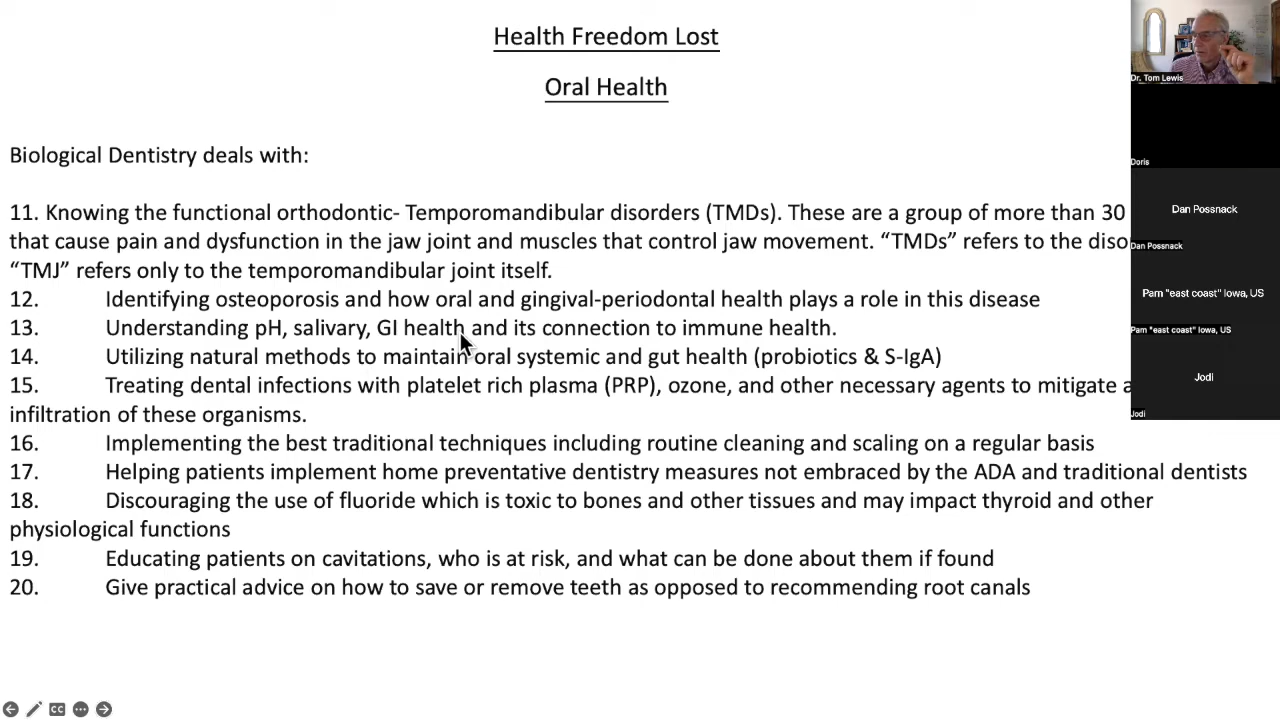 Health Freedom Lost
Oral Health
Biological Dentistry deals with:
11. Knowing the functional orthodontic- Temporomandibular disorders (TMDs). These are a group of more than 30
that cause pain and dysfunction in the jaw joint and muscles that control jaw movement. “TMDs” refers to the
“TMJ” refers only to the temporomandibular joint itself.
12. Identifying osteoporosis and how oral and gingival-periodontal health plays a role in this disease
13. Understanding pH, salivary, GI health and its connection to immune health.
14. Utilizing natural methods to maintain oral systemic and gut health (probiotics & S-IgA)
15. Treating dental infections with platelet rich plasma (PRP), ozone, and other necessary agents to mitigate
infiltration of these organisms.
16. Implementing the best traditional techniques including routine cleaning and scaling on a regular basis
17. Helping patients implement home preventative dentistry measures not embraced by the ADA and traditional dentists
18. Discouraging the use of fluoride which is toxic to bones and other tissues and may impact thyroid and other
physiological functions
19. Educating patients on cavitations, who is at risk, and what can be done about them if found
20. Give practical advice on how to save or remove teeth as opposed to recommending root canals
Dr. Tom Lewis
Doris
Dan Possnack
Dan Possnack
Pam "east coast" Iowa, US
Pam "east coast" Iowa, US
Jodi
Jodi
CC